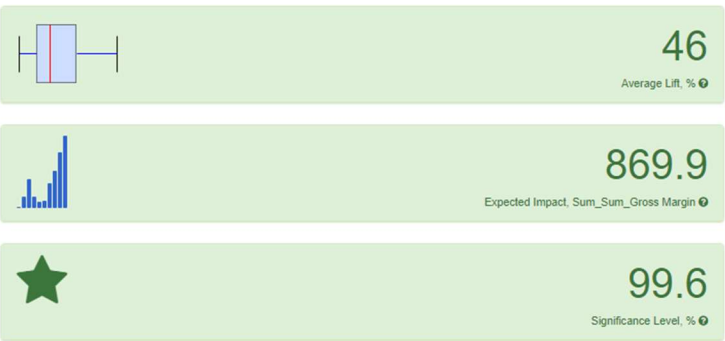 46
Average Lift, % ?
869.9
Expected Impact, Sum_Sum_Gross Margin ?
99.6
Significance Level, % ?